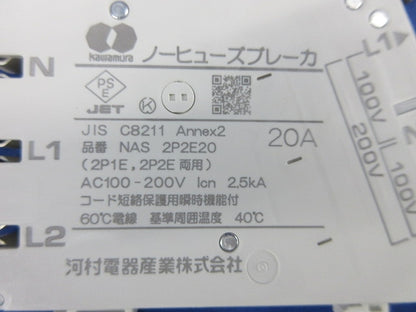 kawamura
ノーヒューズブレーカ
N
L1
PS
E
JET
K
JIS C8211 Annex2
20A
品番 NAS 2P2E20
(2P1E,2P2E両用)
AC100-200V Icn 2.5kA
コード短絡保護用瞬時機能付
60℃電線 基準周囲温度 40℃
河村電器産業株式会社
L1
L2
100V
200V
100V